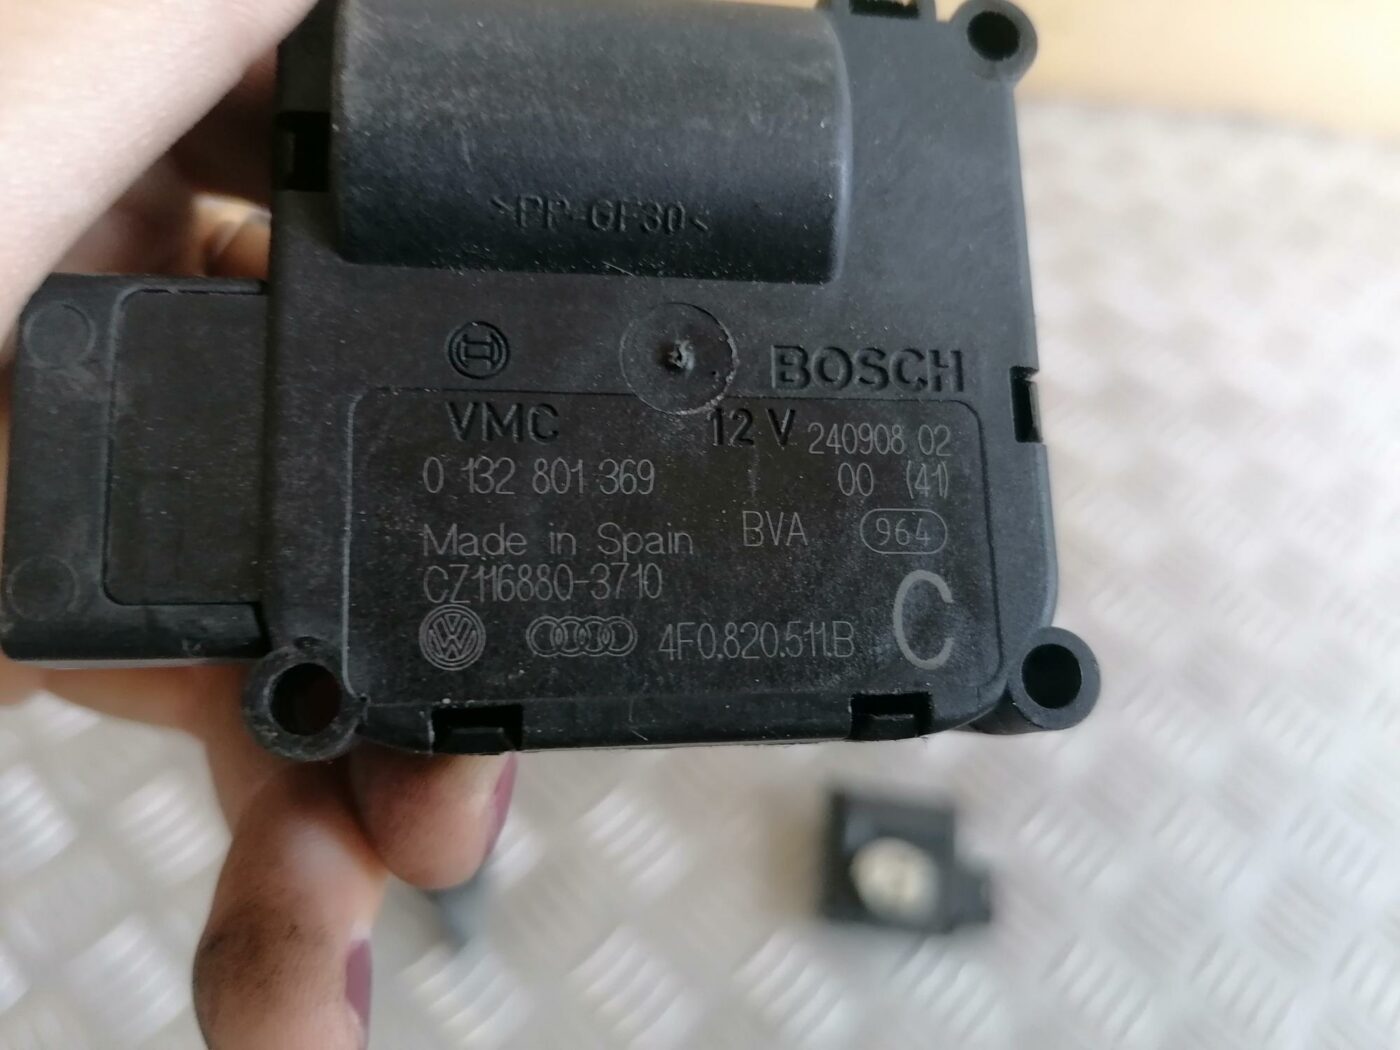 >PP-GF30<
BOSCH
VMC 12 V 240908 02
0 132 801 369 00 (41)
Made in Spain BVA 964
CZ116880-3710 C
4F0.820.511.B